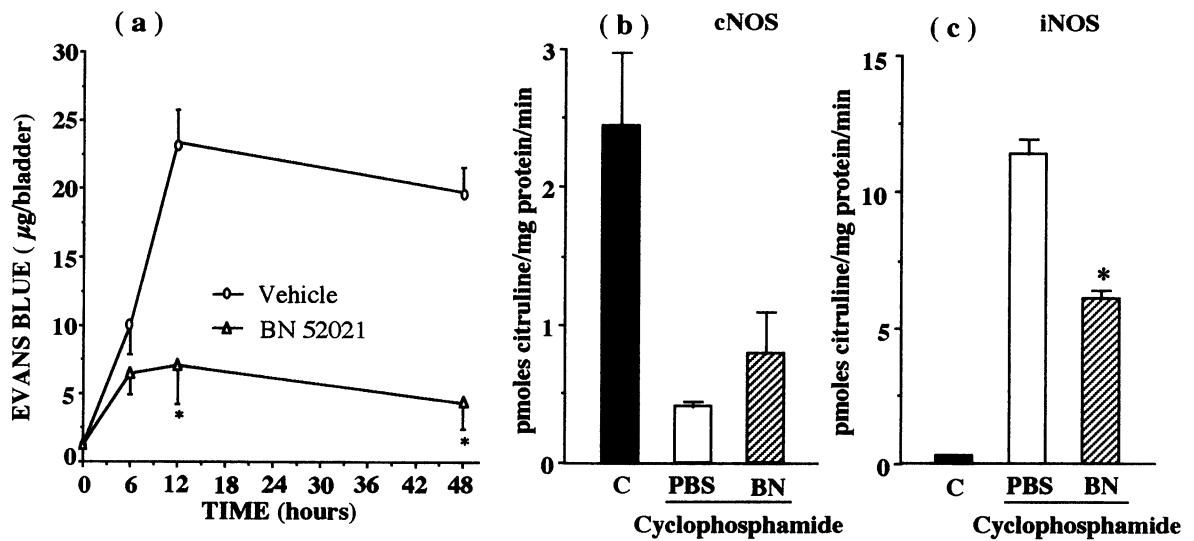 ( a )
EVANS BLUE ( µg/bladder)
30
25
20
15
10
5
0
Vehicle
BN 52021
*
*
0 6 12 18 24 30 36 42 48
TIME (hours)
( b ) cNOS
pmoles citruline/mg protein/min
3
2
1
0
C PBS BN
Cyclophosphamide
( c ) iNOS
pmoles citruline/mg protein/min
15
10
5
0
*
C PBS BN
Cyclophosphamide